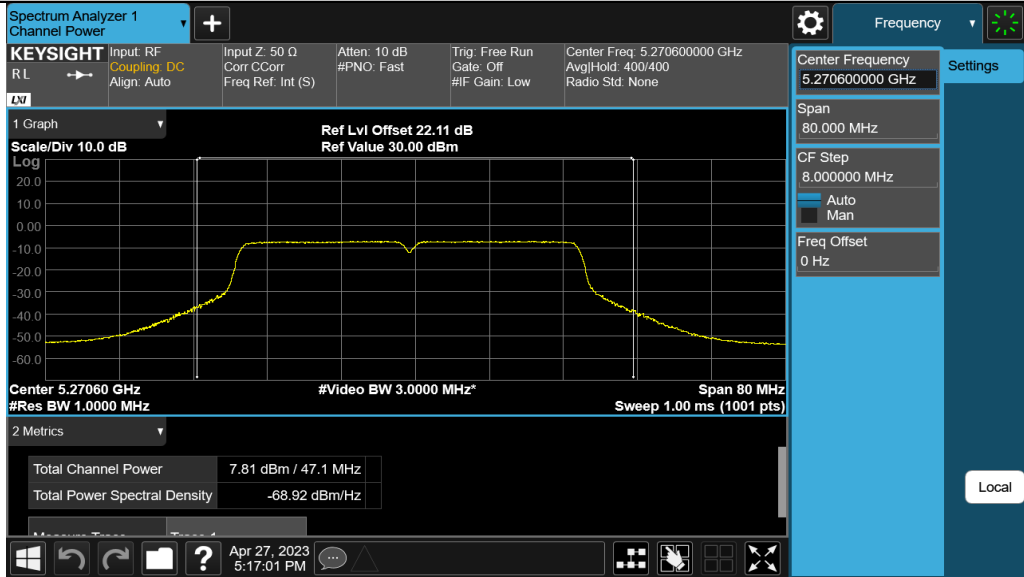 Spectrum Analyzer 1
Channel Power
+
Frequency
KEYSIGHT
R L
LXI
Input: RF
Coupling: DC
Align: Auto
Input Z: 50 Ω
Corr CCorr
Freq Ref: Int (S)
Atten: 10 dB
#PNO: Fast
Trig: Free Run
Gate: Off
#IF Gain: Low
Center Freq: 5.270600000 GHz
Avg|Hold: 400/400
Radio Std: None
Center Frequency
5.270600000 GHz
Settings
Span
80.000 MHz
CF Step
8.000000 MHz
Auto
Man
Freq Offset
0 Hz
1 Graph
Scale/Div 10.0 dB
Ref Lvl Offset 22.11 dB
Ref Value 30.00 dBm
Log
20.0
10.0
0.00
-10.0
-20.0
-30.0
-40.0
-50.0
-60.0
Center 5.27060 GHz
#Video BW 3.0000 MHz*
Span 80 MHz
#Res BW 1.0000 MHz
Sweep 1.00 ms (1001 pts)
2 Metrics
Total Channel Power 7.81 dBm / 47.1 MHz
Total Power Spectral Density -68.92 dBm/Hz
Measure Trace Trace 1
Local
?
Apr 27, 2023
5:17:01 PM